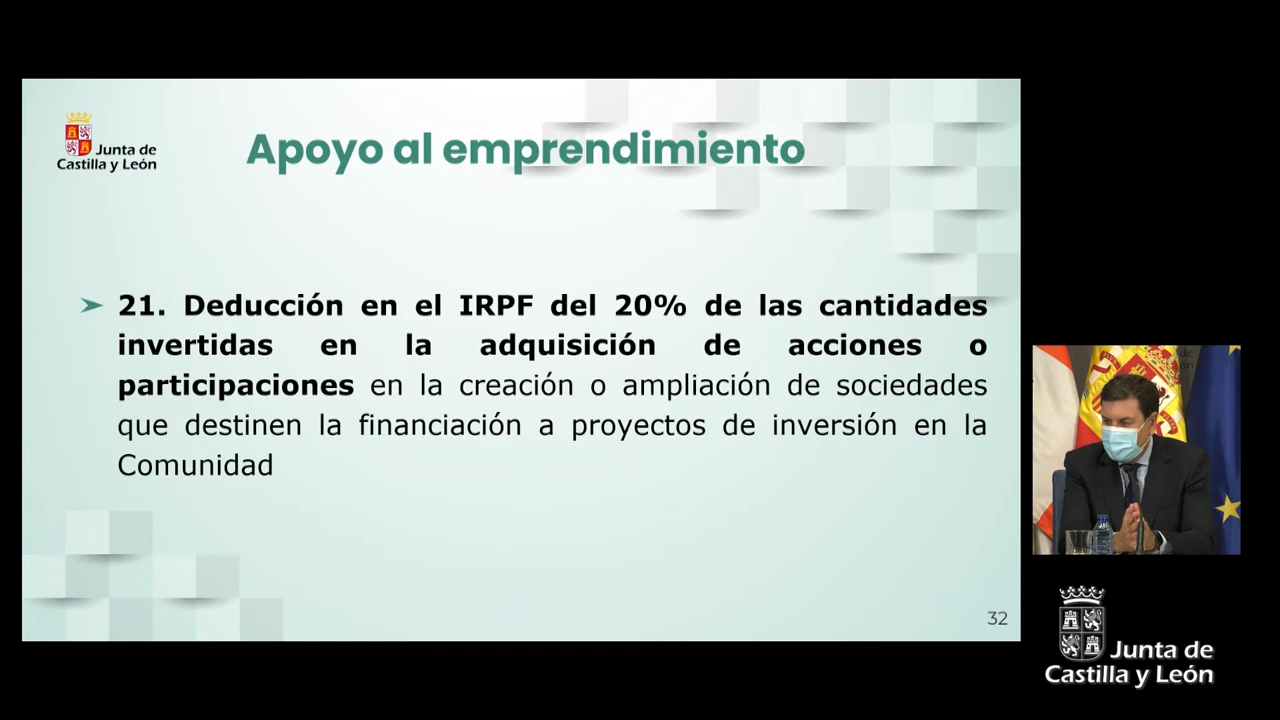 Junta de
Castilla y León
Apoyo al emprendimiento
21. Deducción en el IRPF del 20% de las cantidades
invertidas en la adquisición de acciones o
participaciones en la creación o ampliación de sociedades
que destinen la financiación a proyectos de inversión en la
Comunidad
32
Junta de
Castilla y León